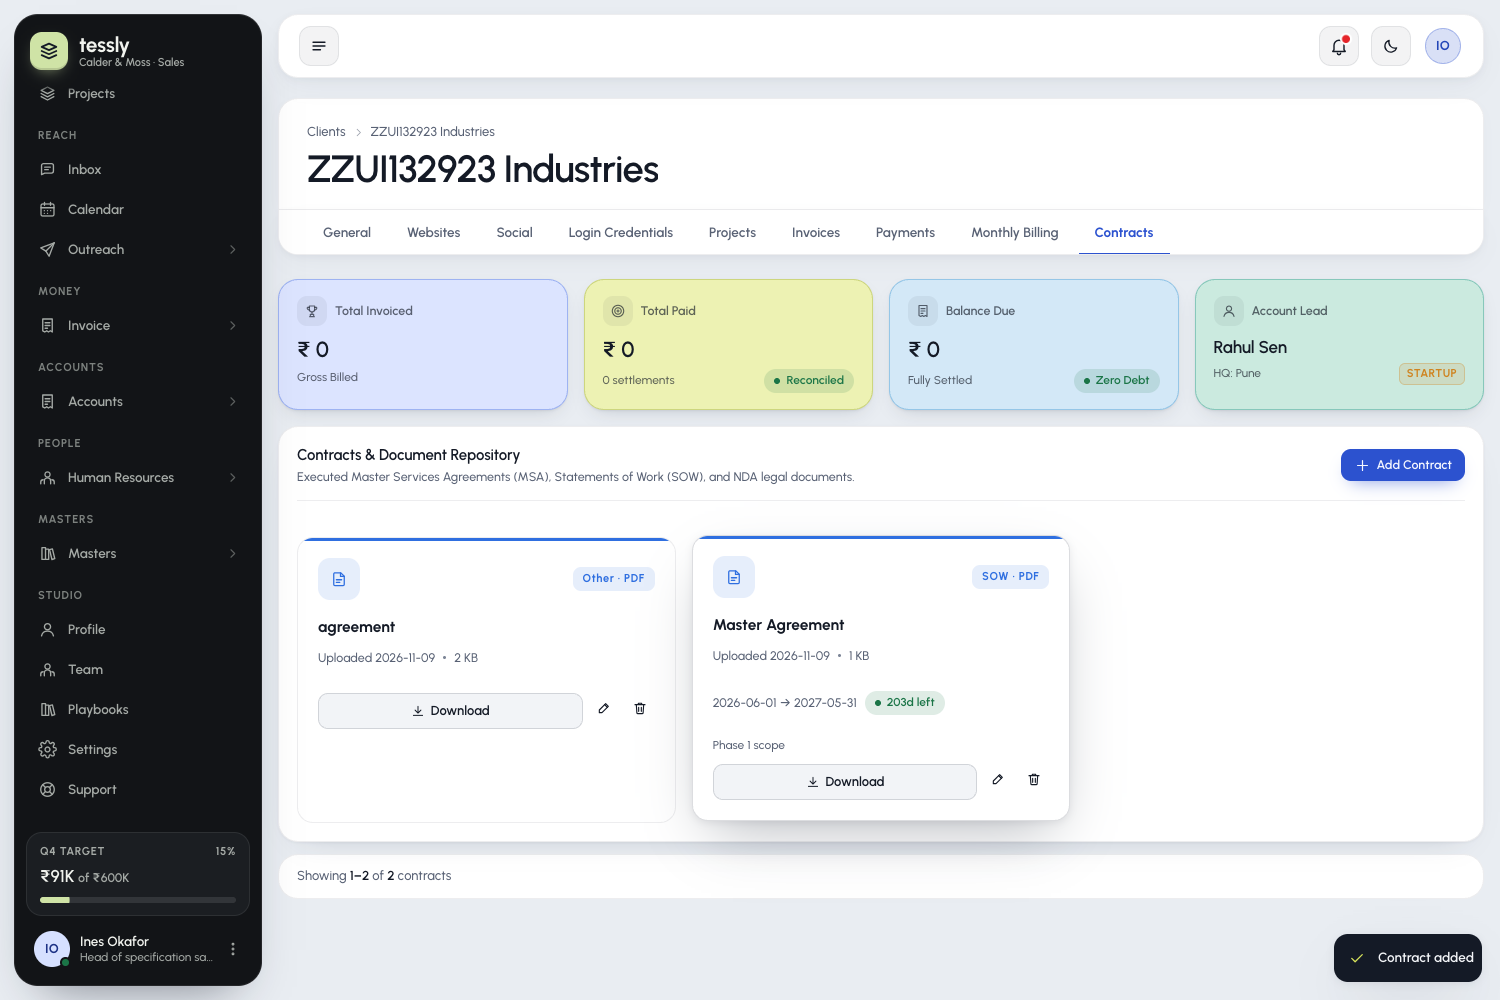 tessly
Calder & Moss · Sales
Projects
REACH
Inbox
Calendar
Outreach
MONEY
Invoice
ACCOUNTS
Accounts
PEOPLE
Human Resources
MASTERS
Masters
STUDIO
Profile
Team
Playbooks
Settings
Support
Q4 TARGET 15%
₹91K of ₹600K
IO
Ines Okafor
Head of specification sa...
IO
Clients > ZZUI132923 Industries
ZZUI132923 Industries
General Websites Social Login Credentials Projects Invoices Payments Monthly Billing Contracts
Total Invoiced
₹ 0
Gross Billed
Total Paid
₹ 0
0 settlements Reconciled
Balance Due
₹ 0
Fully Settled Zero Debt
Account Lead
Rahul Sen
HQ: Pune STARTUP
Contracts & Document Repository
Executed Master Services Agreements (MSA), Statements of Work (SOW), and NDA legal documents.
Add Contract
Other · PDF
agreement
Uploaded 2026-11-09 • 2 KB
Download
SOW · PDF
Master Agreement
Uploaded 2026-11-09 • 1 KB
2026-06-01 → 2027-05-31 203d left
Phase 1 scope
Download
Showing 1–2 of 2 contracts
Contract added